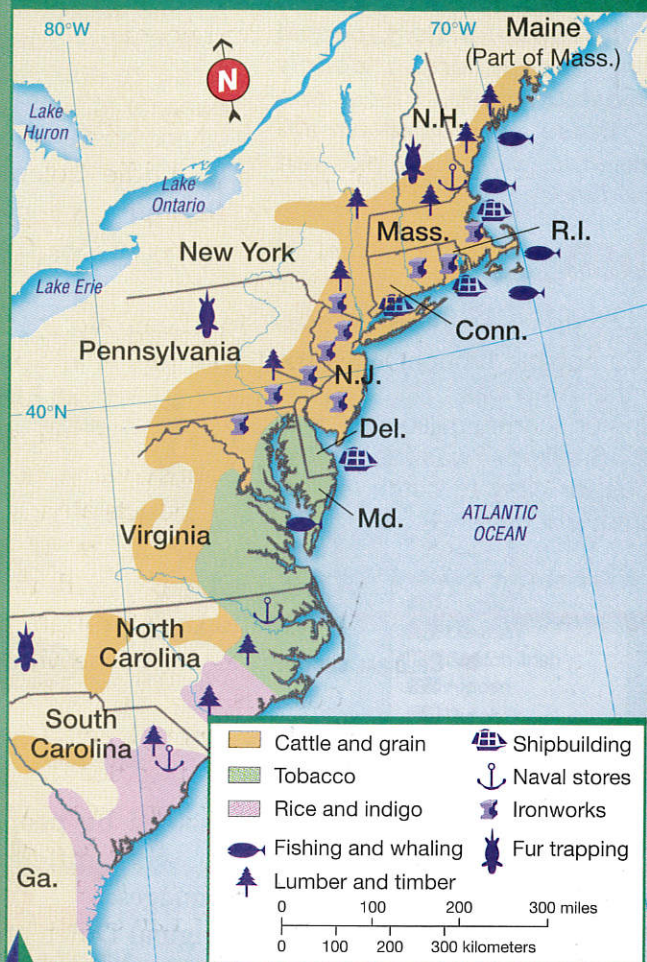 80°W
70°W
Maine
(Part of Mass.)
N
Lake
Huron
N.H.
Lake
Ontario
Mass.
R.I.
New York
Lake Erie
Conn.
Pennsylvania
N.J.
40°N
Del.
Md.
ATLANTIC
OCEAN
Virginia
North
Carolina
South
Carolina
Ga.
Cattle and grain
Tobacco
Rice and indigo
Fishing and whaling
Lumber and timber
Shipbuilding
Naval stores
Ironworks
Fur trapping
0 100 200 300 miles
0 100 200 300 kilometers